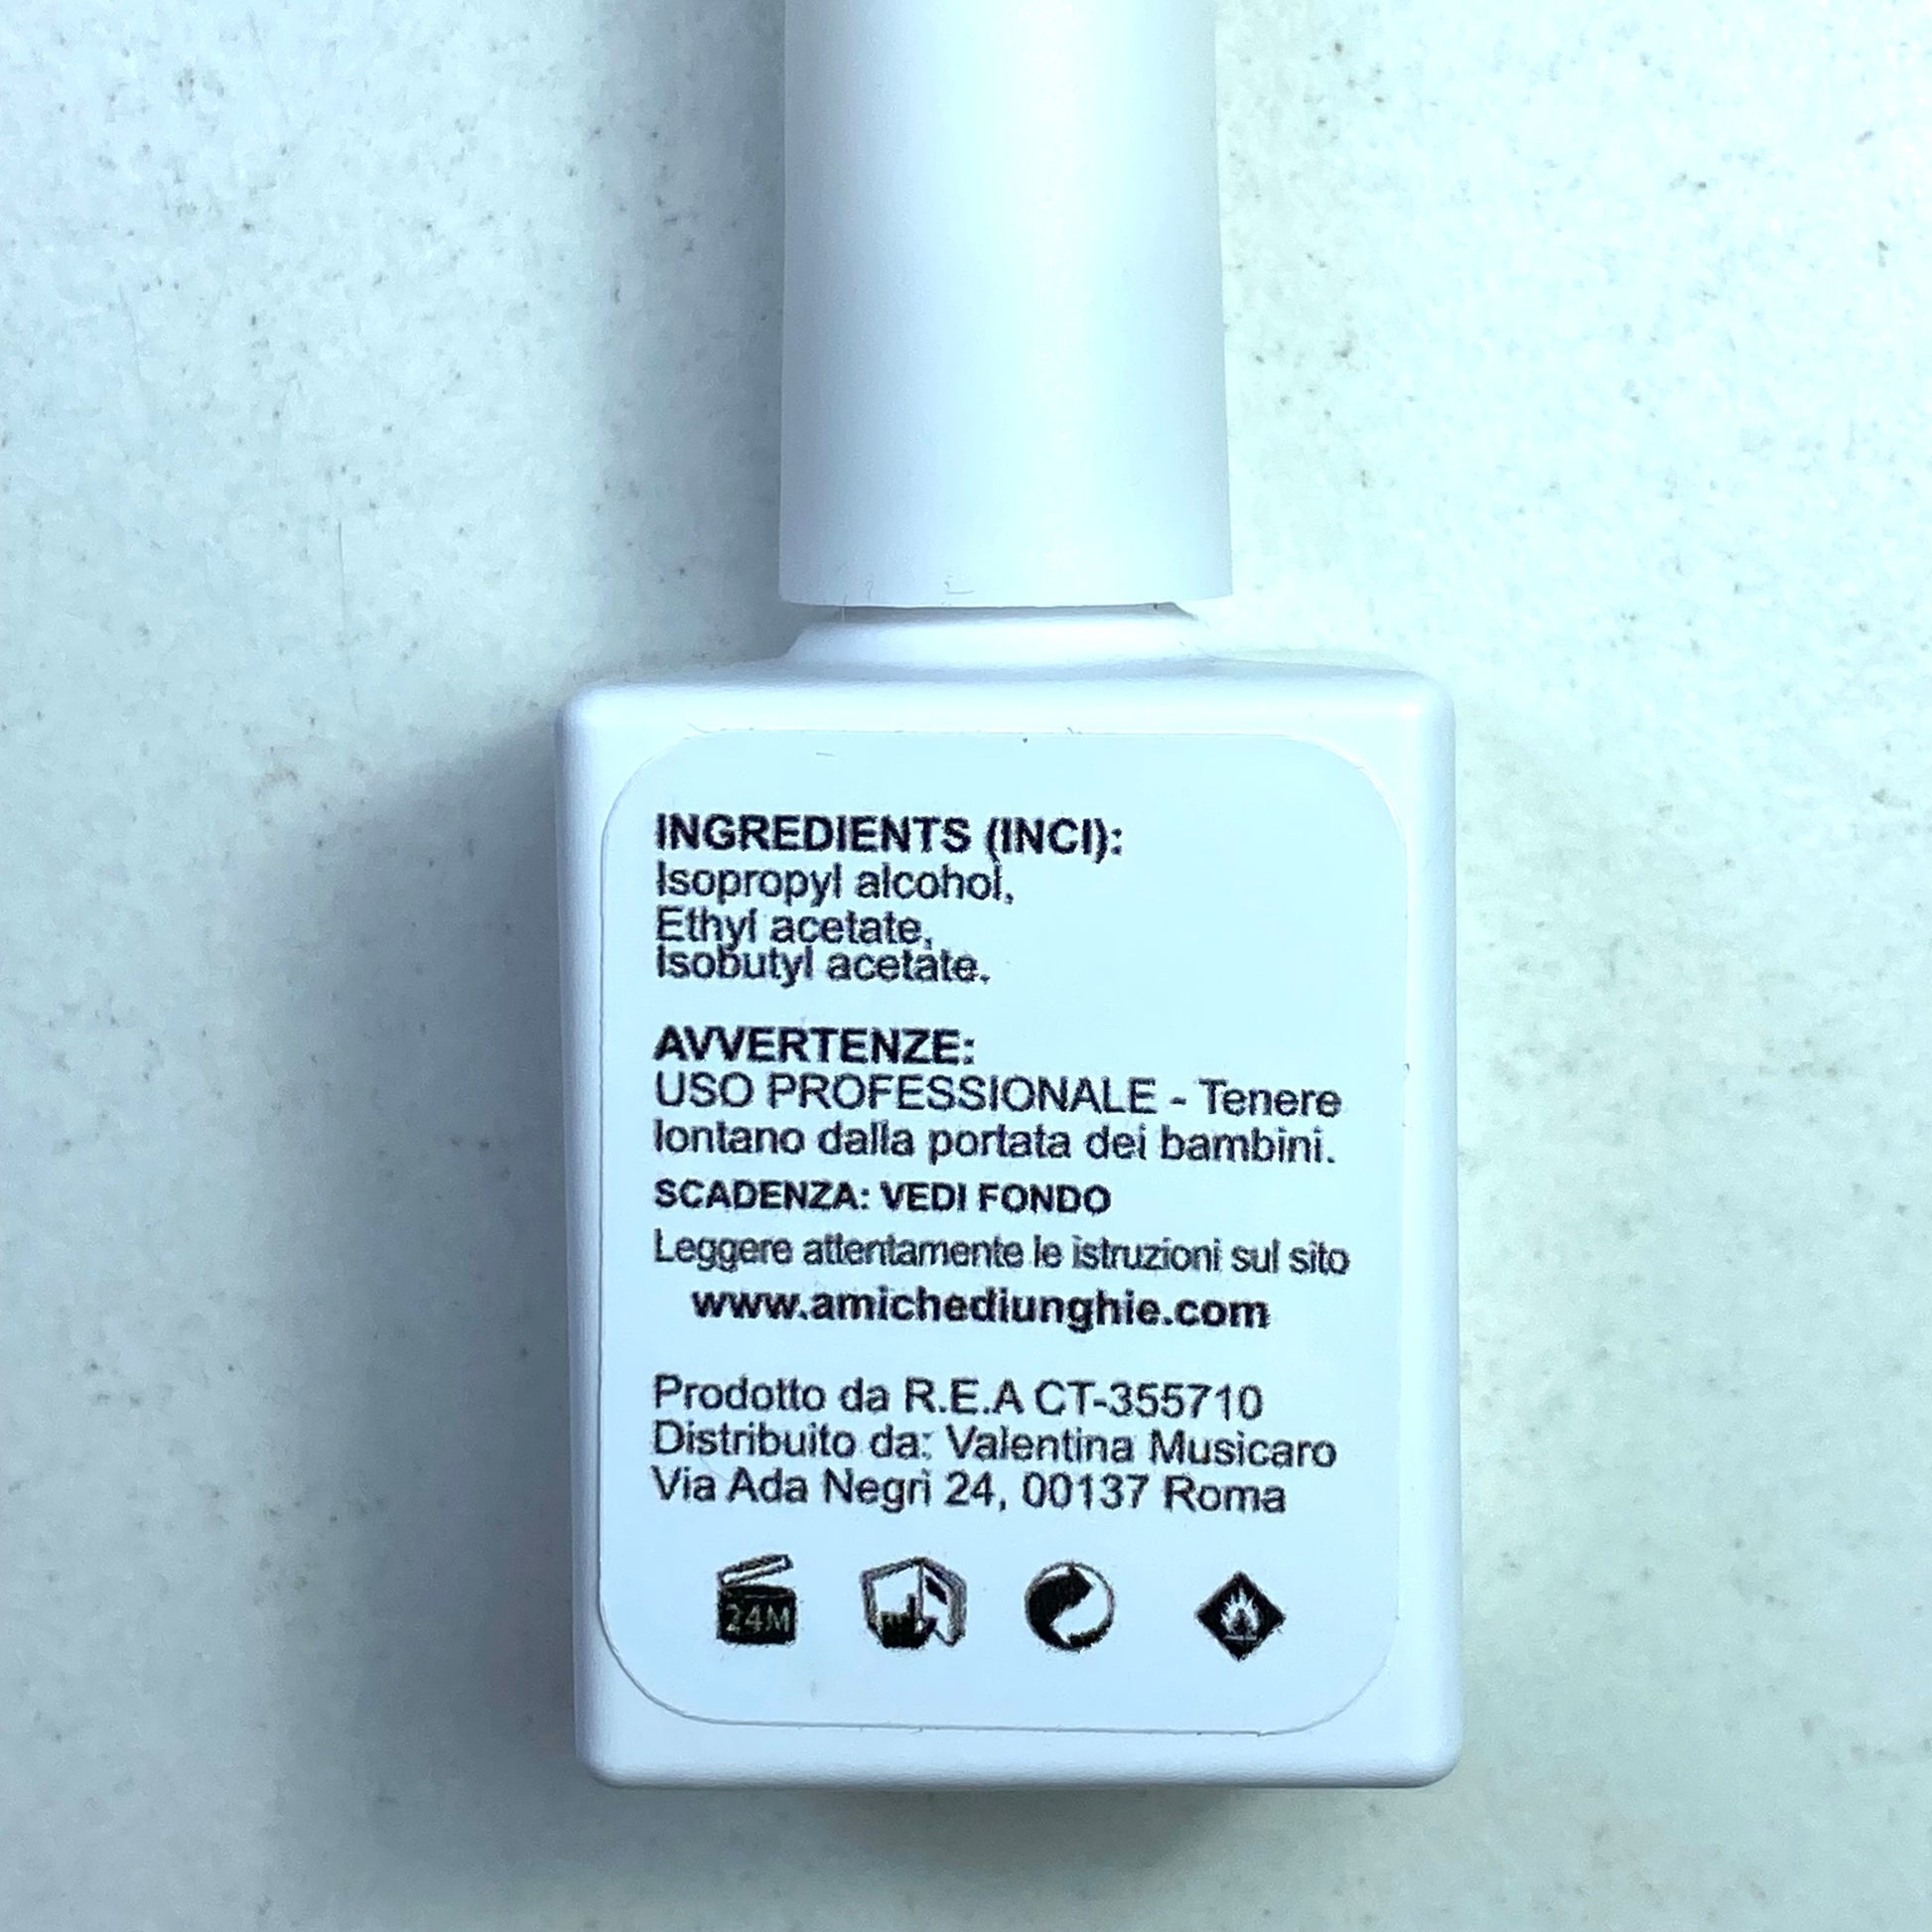 INGREDIENTS (INCI):
Isopropyl alcohol,
Ethyl acetate,
Isobutyl acetate.
AVVERTENZE:
USO PROFESSIONALE - Tenere
lontano dalla portata dei bambini.
SCADENZA: VEDI FONDO
Leggere attentamente le istruzioni sul sito
www.amichediunghie.com
Prodotto da R.E.A CT-355710
Distribuito da: Valentina Musicaro
Via Ada Negri 24, 00137 Roma
24M